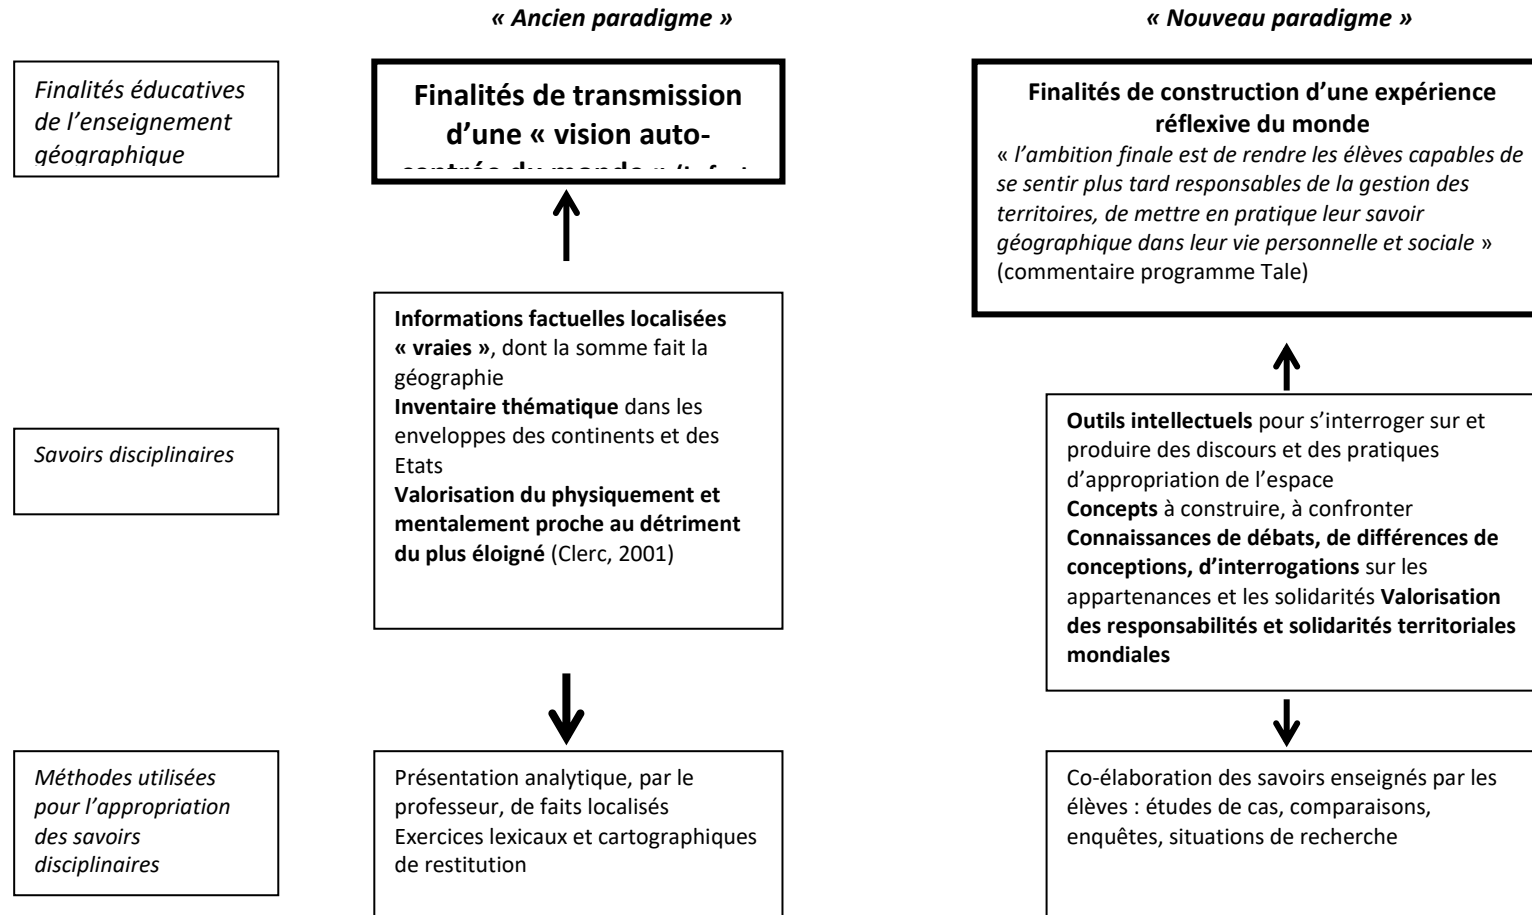 « Ancien paradigme »
« Nouveau paradigme »
Finalités éducatives
de l’enseignement
géographique
Finalités de transmission
d’une « vision auto-
centrée du monde »
Finalités de construction d’une expérience
réflexive du monde
« l’ambition finale est de rendre les élèves capables de
se sentir plus tard responsables de la gestion des
territoires, de mettre en pratique leur savoir
géographique dans leur vie personnelle et sociale »
(commentaire programme Tale)
Savoirs disciplinaires
Informations factuelles localisées
« vraies », dont la somme fait la
géographie
Inventaire thématique dans les
enveloppes des continents et des
Etats
Valorisation du physiquement et
mentalement proche au détriment
du plus éloigné (Clerc, 2001)
Outils intellectuels pour s’interroger sur et
produire des discours et des pratiques
d’appropriation de l’espace
Concepts à construire, à confronter
Connaissances de débats, de différences de
conceptions, d’interrogations sur les
appartenances et les solidarités Valorisation
des responsabilités et solidarités territoriales
mondiales
Méthodes utilisées
pour l’appropriation
des savoirs
disciplinaires
Présentation analytique, par le
professeur, de faits localisés
Exercices lexicaux et cartographiques
de restitution
Co-élaboration des savoirs enseignés par les
élèves : études de cas, comparaisons,
enquêtes, situations de recherche